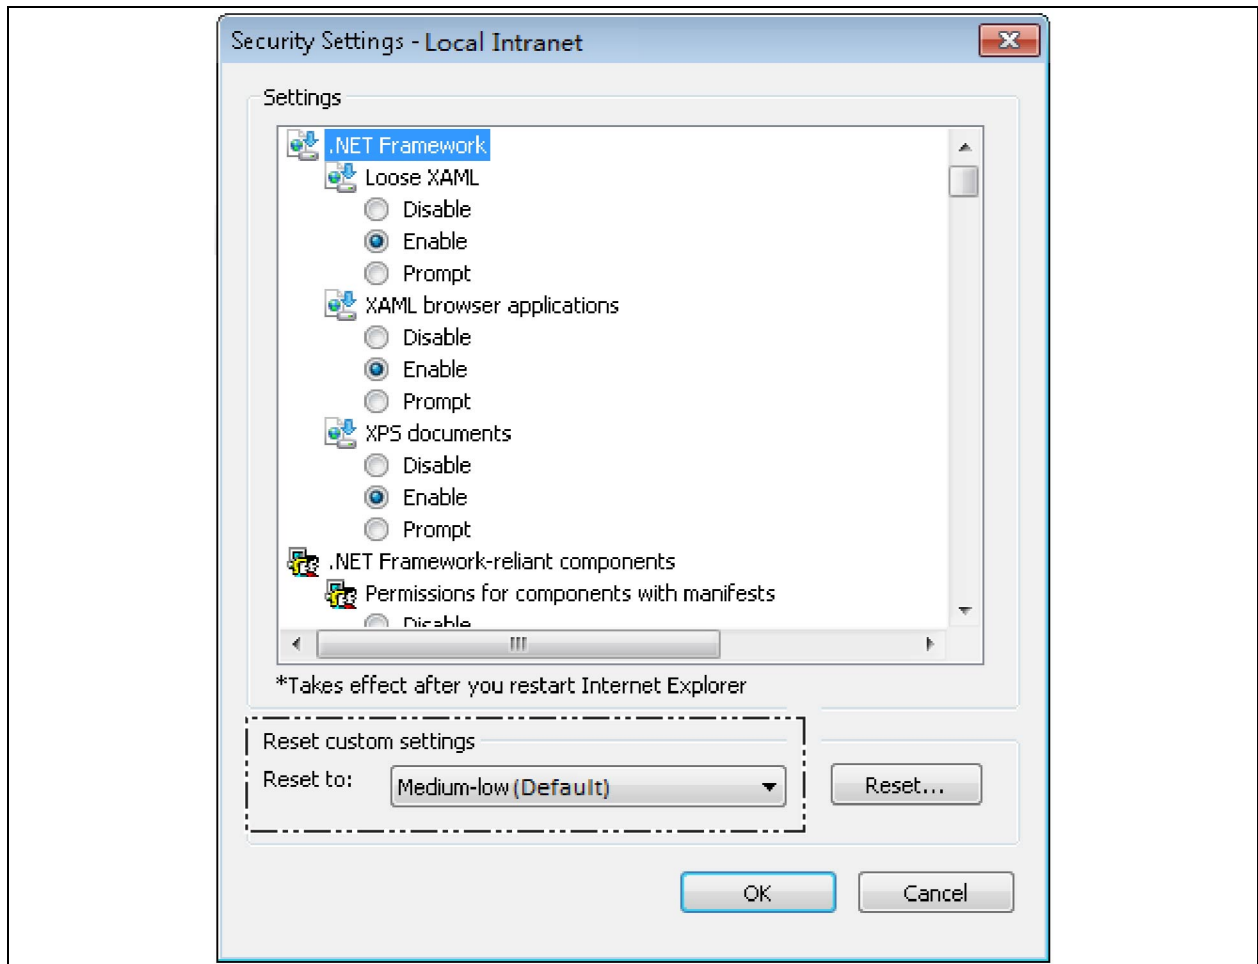 Security Settings - Local Intranet
Settings
.NET Framework
Loose XAML
Disable
Enable
Prompt
XAML browser applications
Disable
Enable
Prompt
XPS documents
Disable
Enable
Prompt
.NET Framework-reliant components
Permissions for components with manifests
Disable
*Takes effect after you restart Internet Explorer
Reset custom settings
Reset to: Medium-low (Default) Reset...
OK Cancel